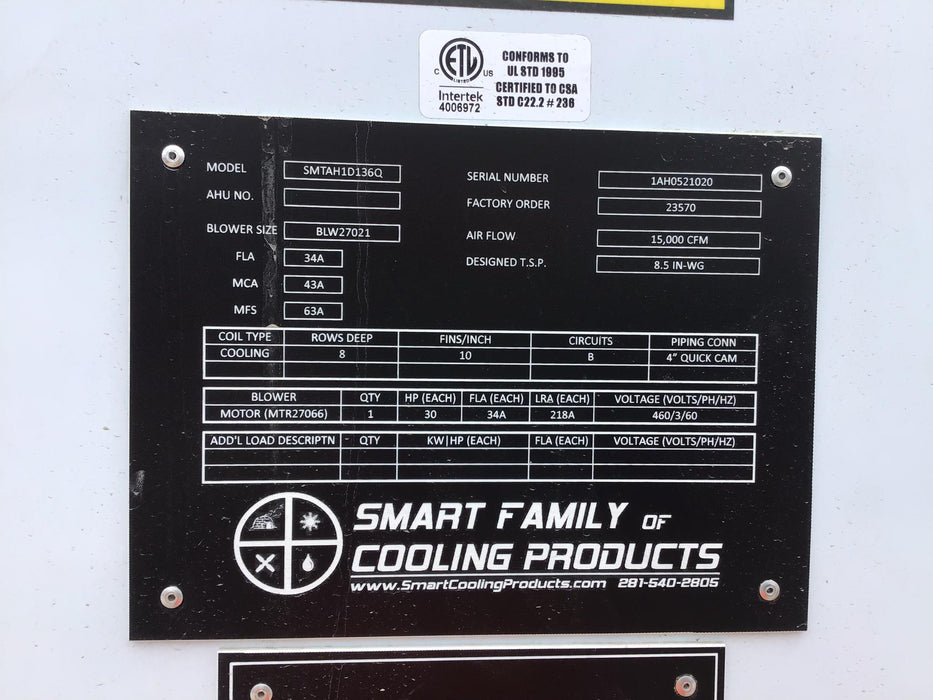 ETL
LISTED
C US
Intertek
4006972
CONFORMS TO
UL STD 1995
CERTIFIED TO CSA
STD C22.2 # 236
MODEL SMTAH1D136Q
AHU NO.
BLOWER SIZE BLW27021
FLA 34A
MCA 43A
MFS 63A
SERIAL NUMBER 1AH0521020
FACTORY ORDER 23570
AIR FLOW 15,000 CFM
DESIGNED T.S.P. 8.5 IN-WG
COIL TYPE ROWS DEEP FINS/INCH CIRCUITS PIPING CONN
COOLING 8 10 B 4" QUICK CAM
BLOWER QTY HP (EACH) FLA (EACH) LRA (EACH) VOLTAGE (VOLTS/PH/HZ)
MOTOR (MTR27066) 1 30 34A 218A 460/3/60
ADD'L LOAD DESCRIPTN QTY KW|HP (EACH) FLA (EACH) VOLTAGE (VOLTS/PH/HZ)
SMART FAMILY OF
COOLING PRODUCTS
www.SmartCoolingProducts.com 281-540-2805